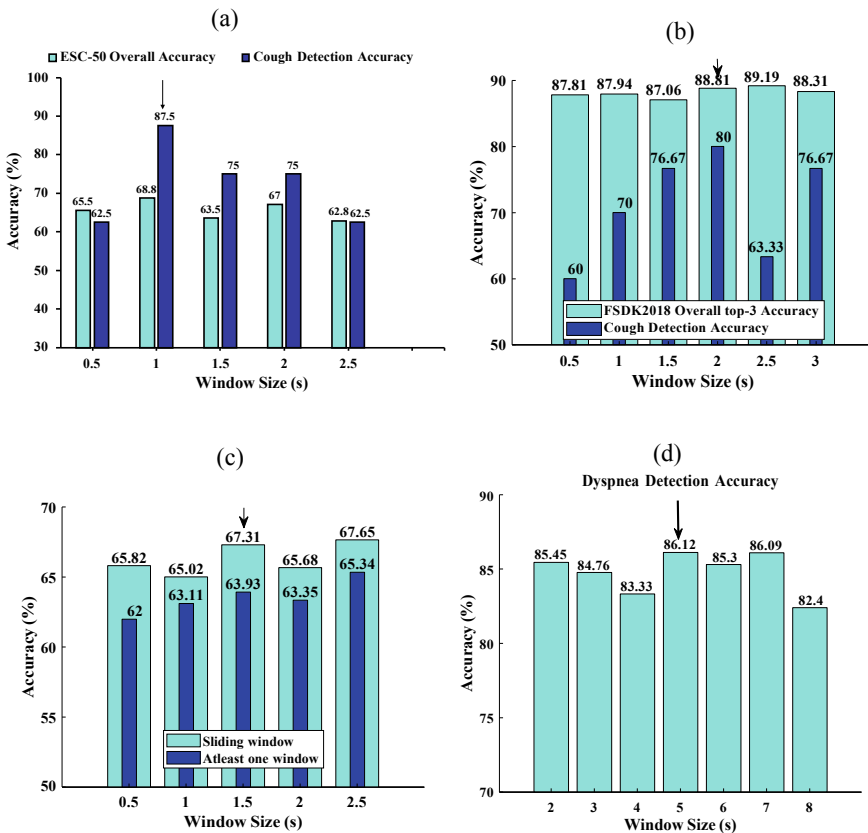 (a)
ESC-50 Overall Accuracy Cough Detection Accuracy
100
90
80
70
60
50
40
30
Accuracy (%)
65.5 62.5 68.8 87.5 63.5 75 67 75 62.8 62.5
0.5 1 1.5 2 2.5
Window Size (s)
(b)
90
80
70
60
50
Accuracy (%)
87.81 87.94 87.06 88.81 89.19 88.31
60 70 76.67 80 63.33 76.67
FSDK2018 Overall top-3 Accuracy
Cough Detection Accuracy
0.5 1 1.5 2 2.5 3
Window Size (s)
(c)
70
65
60
55
50
Accuracy (%)
65.82 65.02 67.31 65.68 67.65
62 63.11 63.93 63.35 65.34
Sliding window
Atleast one window
0.5 1 1.5 2 2.5
Window Size (s)
(d)
Dyspnea Detection Accuracy
90
85
80
75
70
Accuracy (%)
85.45 84.76 83.33 86.12 85.3 86.09 82.4
2 3 4 5 6 7 8
Window Size (s)